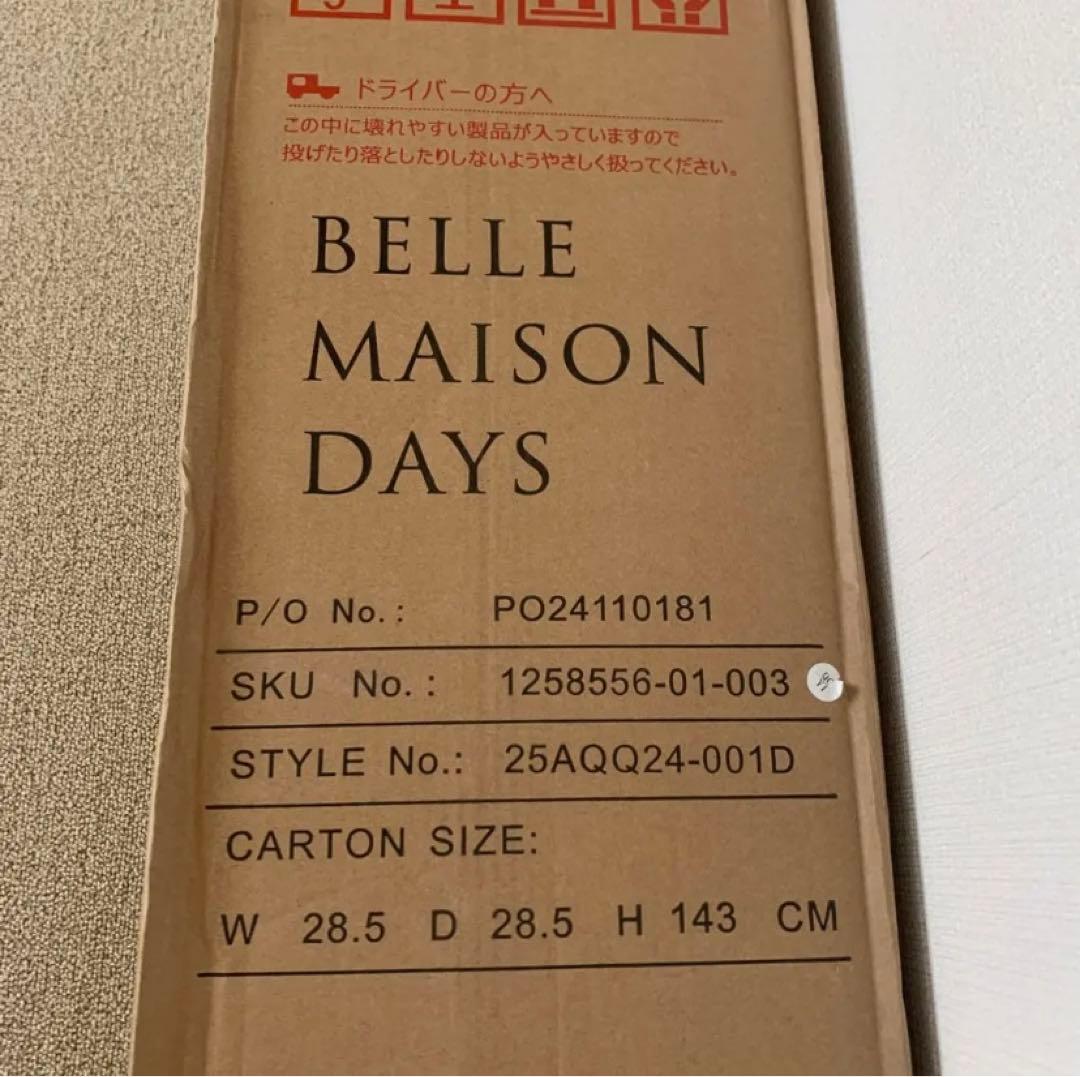 ドライバーの方へ
この中に壊れやすい製品が入っていますので
投げたり落としたりしないようやさしく扱ってください。
BELLE
MAISON
DAYS
P/O No.: PO24110181
SKU No.: 1258556-01-003
STYLE No.: 25AQQ24-001D
CARTON SIZE:
W 28.5 D 28.5 H 143 CM